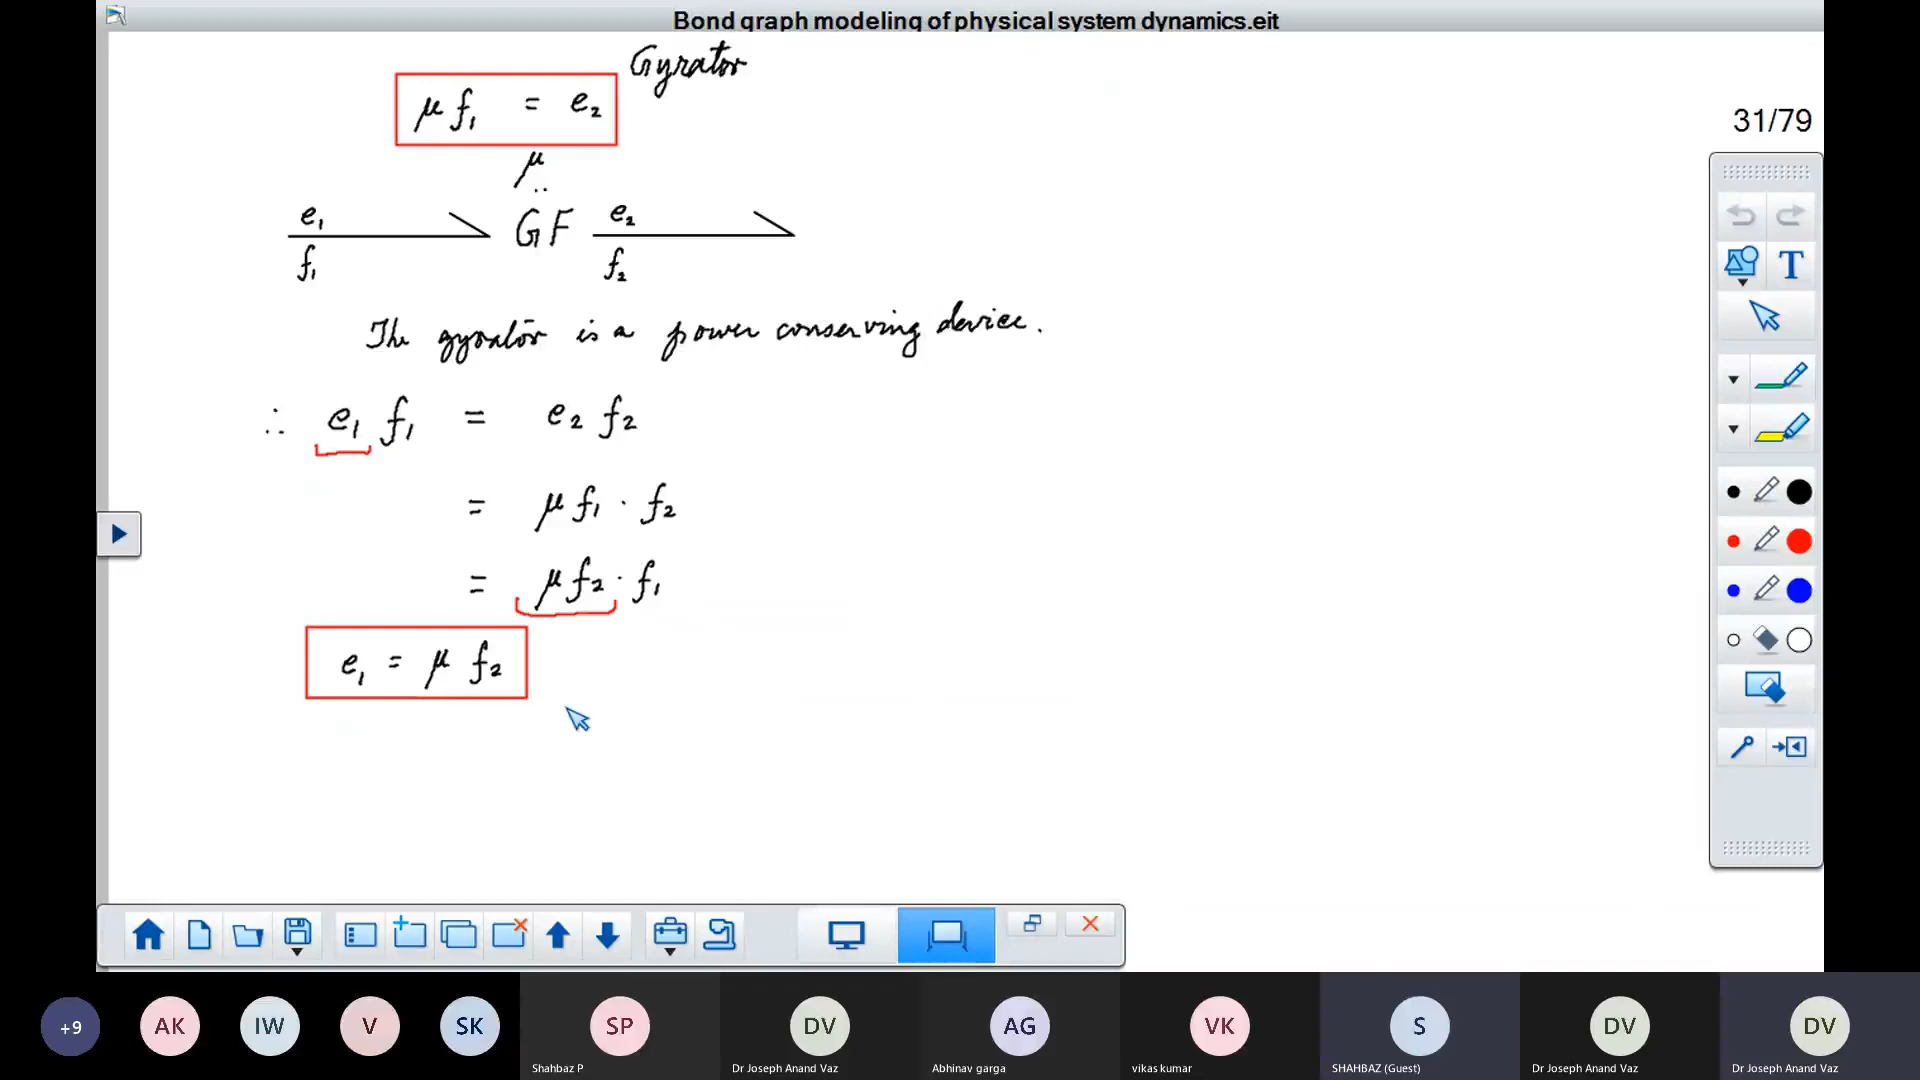 Bond graph modeling of physical system dynamics.eit
Gyrator
μ f₁ = e₂
31/79
μ
..
e₁ GF e₂
f₁ f₂
T
The gyrator is a power conserving device.
∴ e₁ f₁ = e₂ f₂
= μ f₁ · f₂
= μ f₂ · f₁
e₁ = μ f₂
+9 AK IW V SK SP DV AG VK S DV DV
Shahbaz P Dr Joseph Anand Vaz Abhinav garga vikas kumar SHAHBAZ (Guest) Dr Joseph Anand Vaz Dr Joseph Anand Vaz